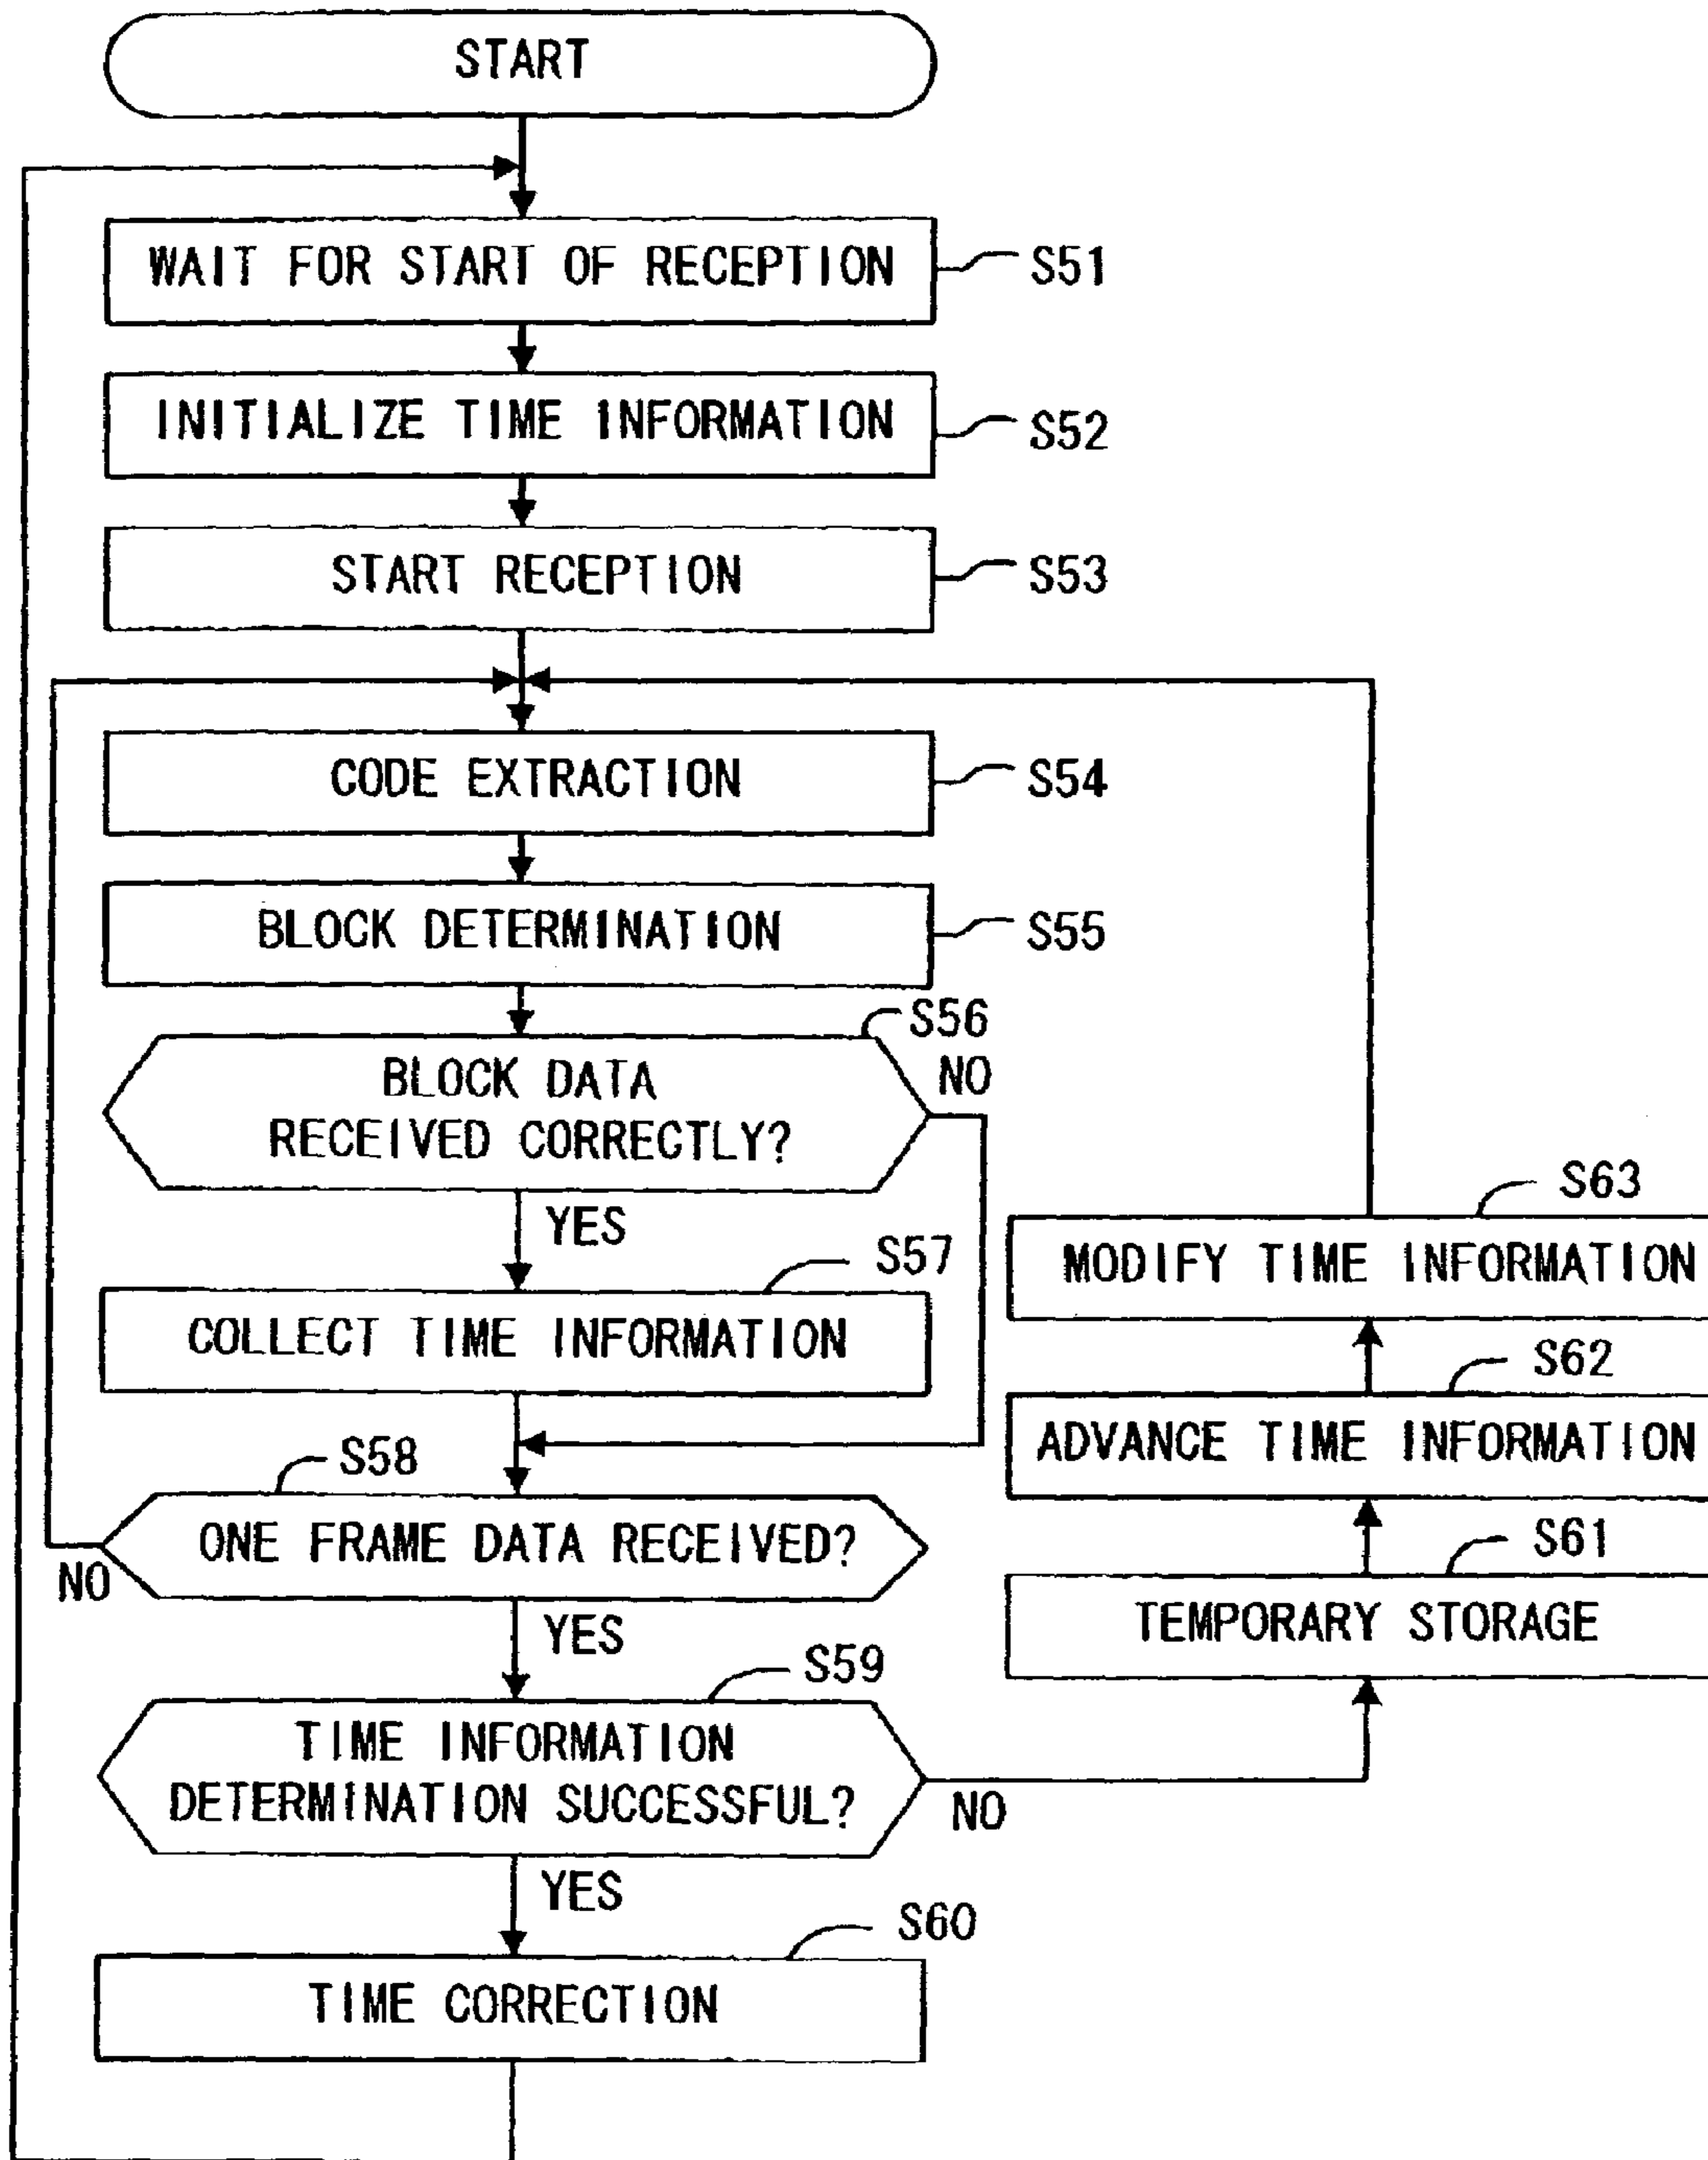 START
WAIT FOR START OF RECEPTION
S51
INITIALIZE TIME INFORMATION
S52
START RECEPTION
S53
CODE EXTRACTION
S54
BLOCK DETERMINATION
S55
S56
BLOCK DATA
RECEIVED CORRECTLY?
NO
YES
S57
COLLECT TIME INFORMATION
S58
ONE FRAME DATA RECEIVED?
NO
YES
S59
TIME INFORMATION
DETERMINATION SUCCESSFUL?
NO
YES
S60
TIME CORRECTION
S61
TEMPORARY STORAGE
S62
ADVANCE TIME INFORMATION
S63
MODIFY TIME INFORMATION